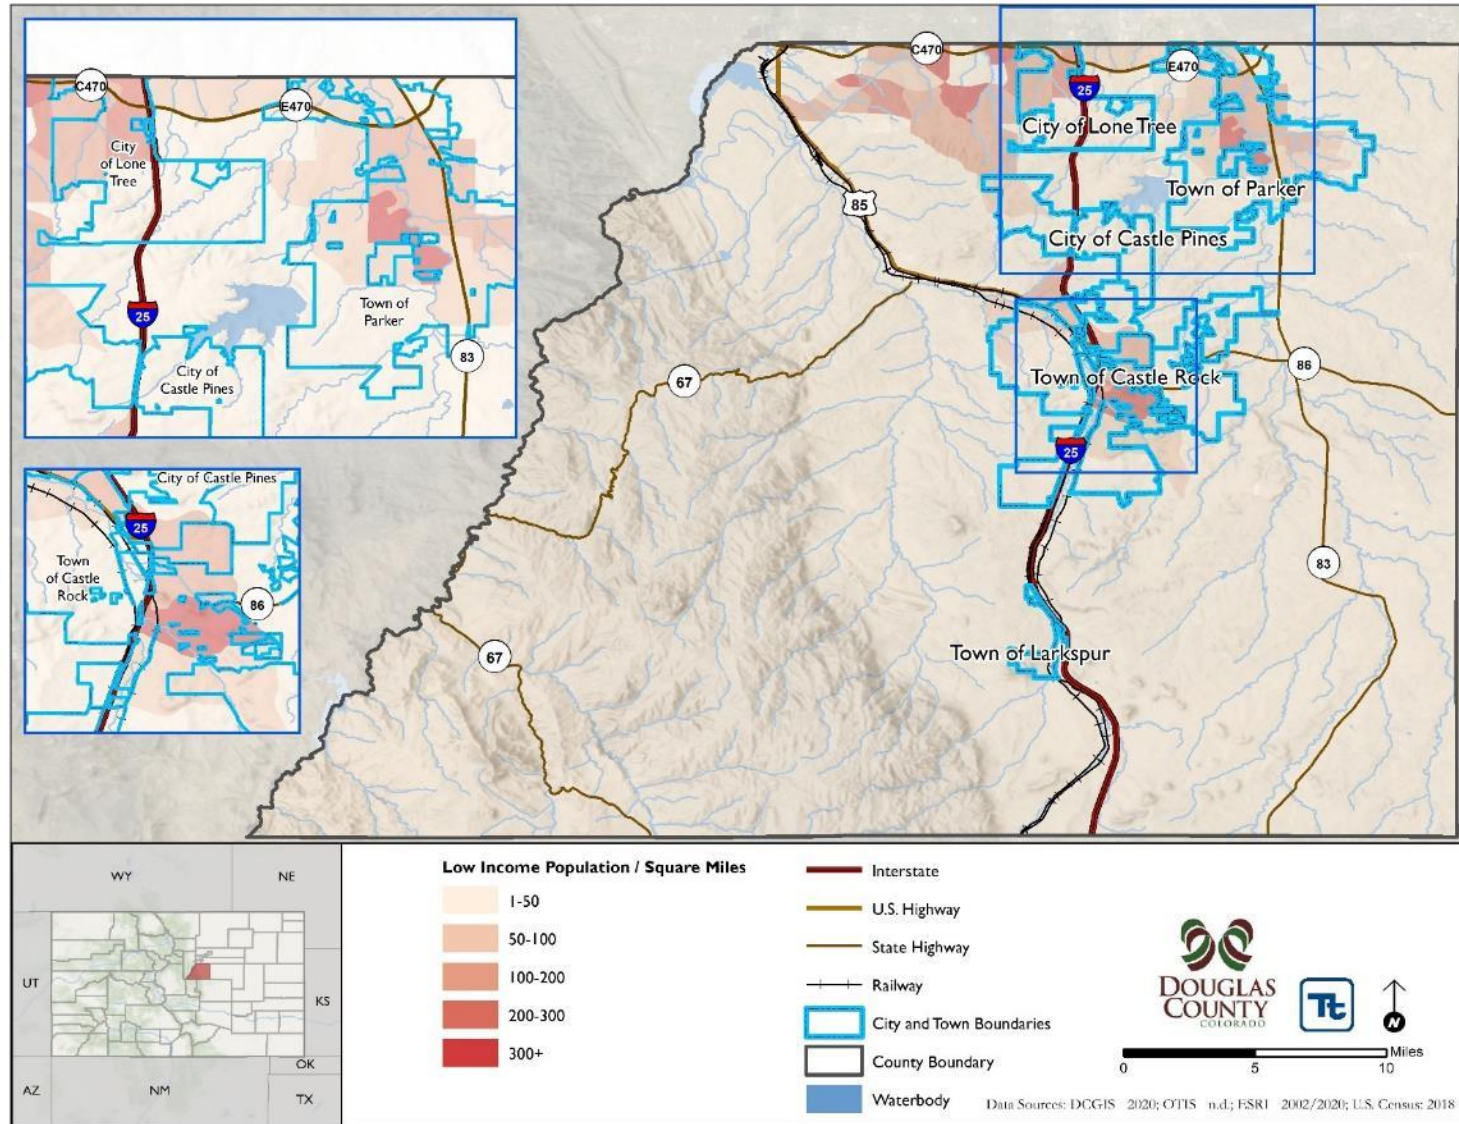 C470
E470
25
City
of Lone
Tree
Town of
Parker
25
City of
Castle Pines
83
City of Castle Pines
25
Town
of Castle
Rock
86
C470
E470
25
City of Lone Tree
Town of Parker
85
City of Castle Pines
86
67
Town of Castle Rock
25
83
67
Town of Larkspur
WY
NE
UT
KS
OK
AZ
NM
TX
Low Income Population / Square Miles
1-50
50-100
100-200
200-300
300+
Interstate
U.S. Highway
State Highway
Railway
City and Town Boundaries
County Boundary
Waterbody
DOUGLAS
COUNTY
COLORADO
Tt
N
Miles
0 5 10
Data Sources: DCGIS 2020; OTIS n.d.; ESRI 2002/2020; U.S. Census: 2018